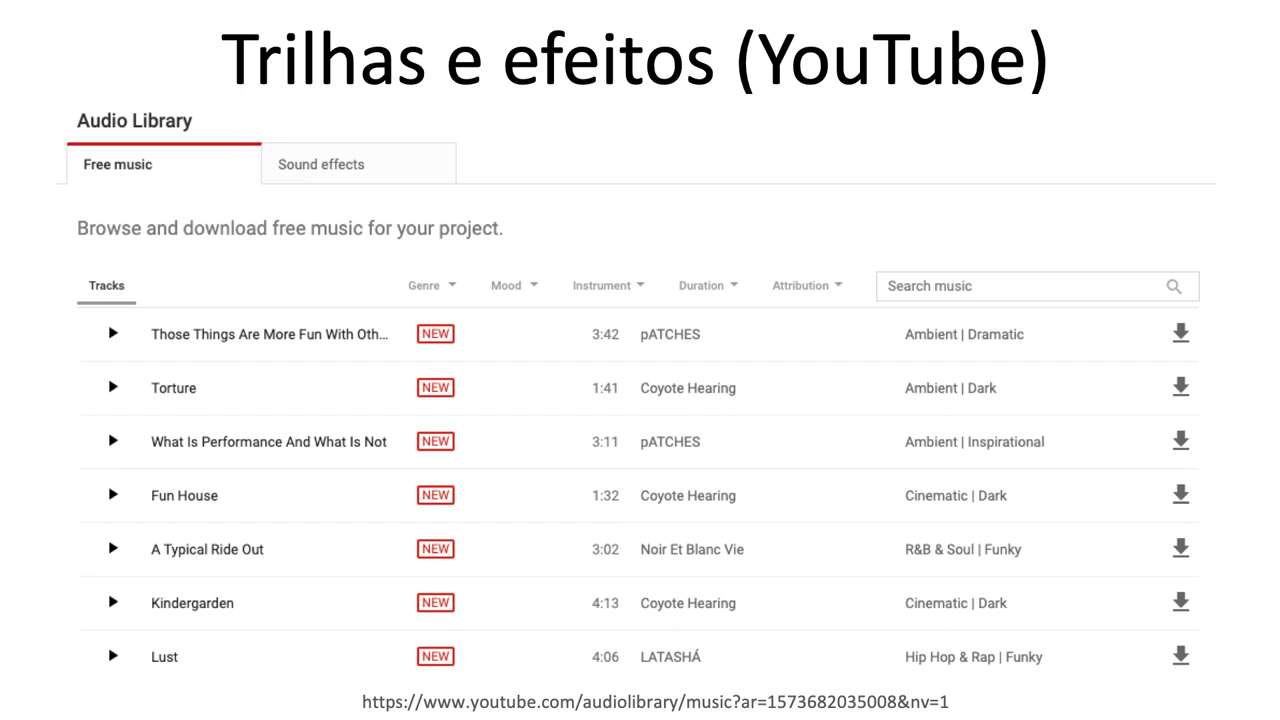 Trilhas e efeitos (YouTube)
Audio Library
Free music Sound effects
Browse and download free music for your project.
Tracks Genre Mood Instrument Duration Attribution Search music
Those Things Are More Fun With Oth... NEW 3:42 pATCHES Ambient | Dramatic
Torture NEW 1:41 Coyote Hearing Ambient | Dark
What Is Performance And What Is Not NEW 3:11 pATCHES Ambient | Inspirational
Fun House NEW 1:32 Coyote Hearing Cinematic | Dark
A Typical Ride Out NEW 3:02 Noir Et Blanc Vie R&B & Soul | Funky
Kindergarden NEW 4:13 Coyote Hearing Cinematic | Dark
Lust NEW 4:06 LATASHÁ Hip Hop & Rap | Funky
https://www.youtube.com/audiolibrary/music?ar=1573682035008&nv=1